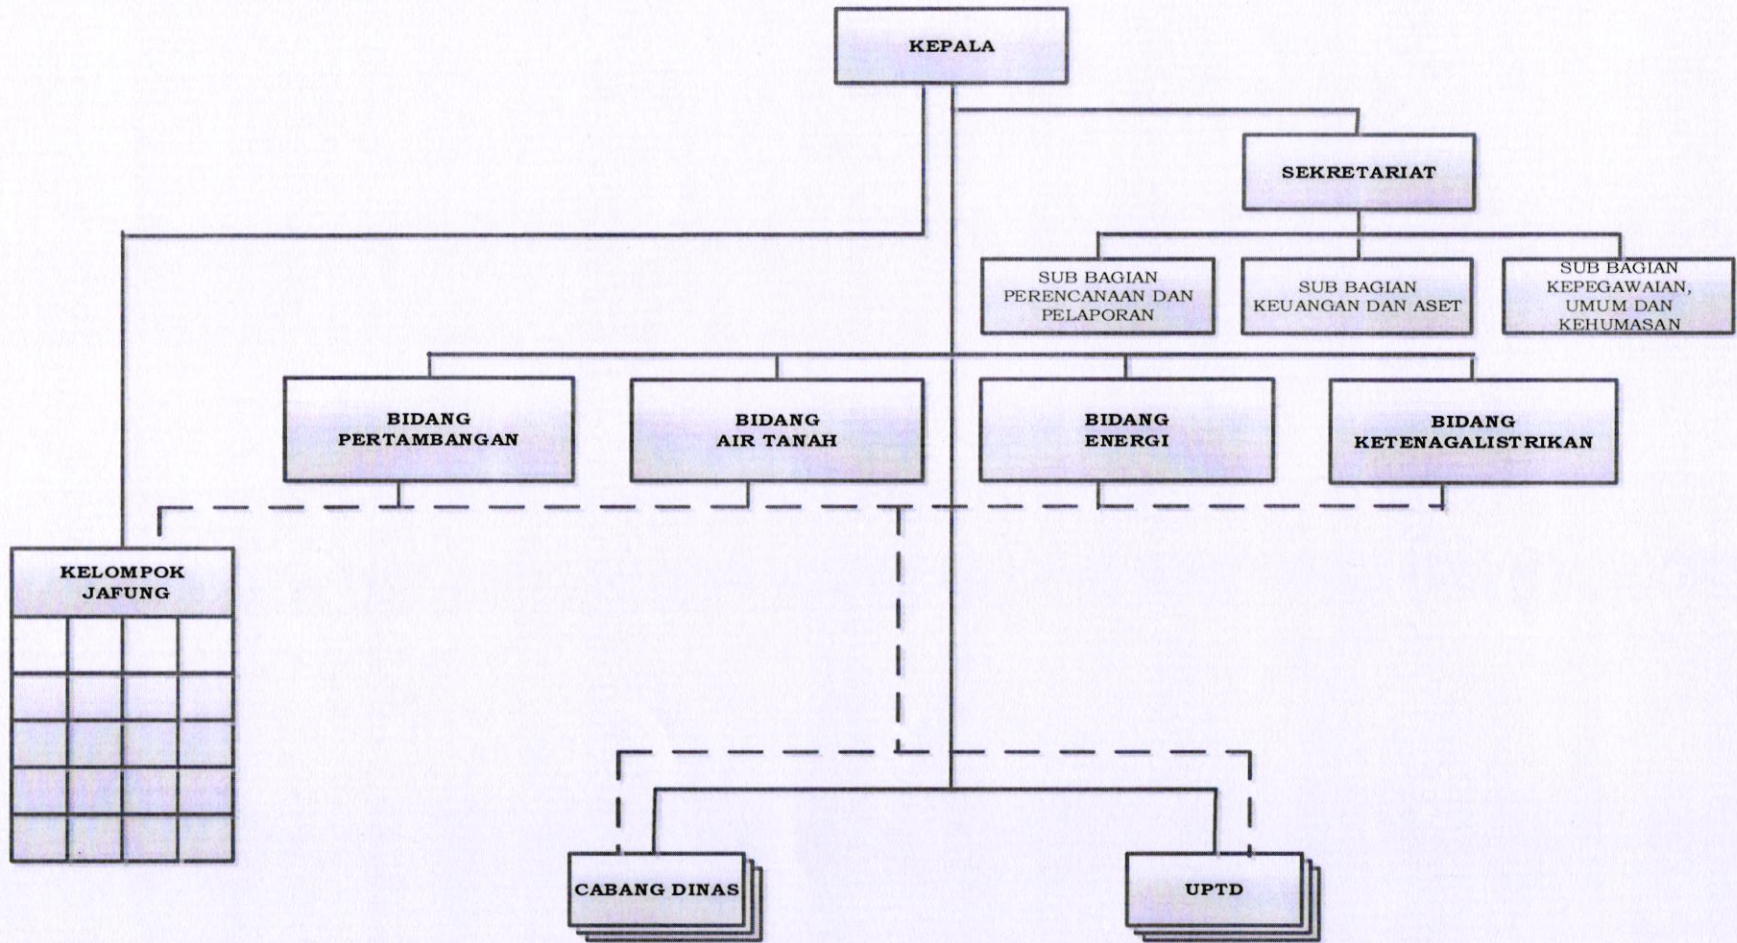 KEPALA
SEKRETARIAT
SUB BAGIAN
PERENCANAAN DAN
PELAPORAN
SUB BAGIAN
KEUANGAN DAN ASET
SUB BAGIAN
KEPEGAWAIAN,
UMUM DAN
KEHUMASAN
BIDANG
PERTAMBANGAN
BIDANG
AIR TANAH
BIDANG
ENERGI
BIDANG
KETENAGALISTRIKAN
KELOMPOK
JAFUNG
CABANG DINAS
UPTD